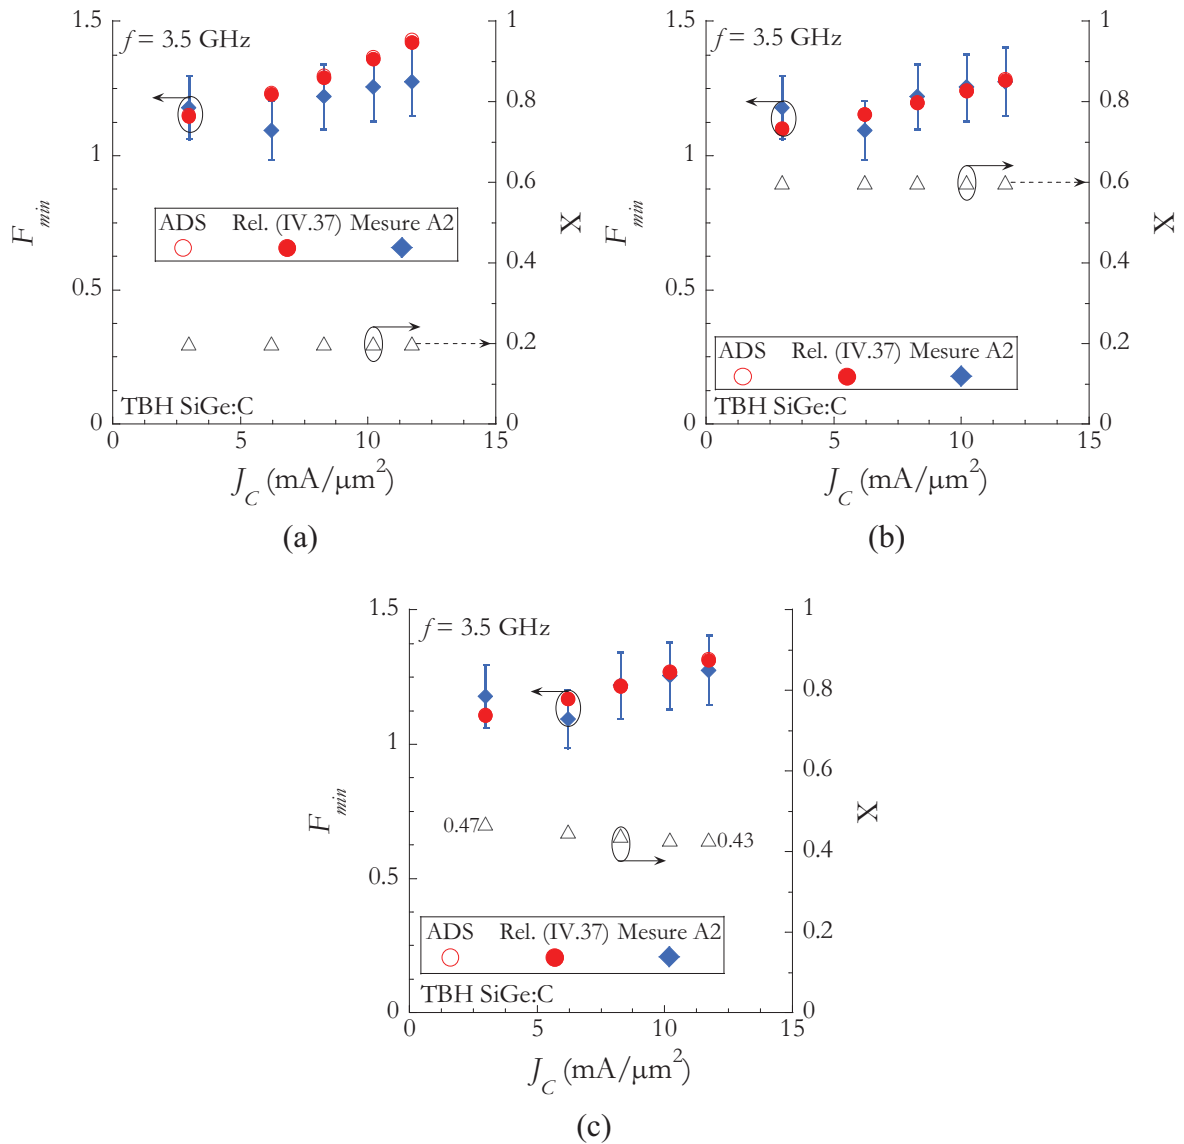 f = 3.5 GHz
1.5
1
0.5
0
F_min
1
0.8
0.6
0.4
0.2
0
X
ADS Rel. (IV.37) Mesure A2
TBH SiGe:C
0 5 10 15
J_C (mA/μm²)
(a)
f = 3.5 GHz
1.5
1
0.5
0
F_min
1
0.8
0.6
0.4
0.2
0
X
ADS Rel. (IV.37) Mesure A2
TBH SiGe:C
0 5 10 15
J_C (mA/μm²)
(b)
f = 3.5 GHz
1.5
1
0.5
0
F_min
1
0.8
0.6
0.4
0.2
0
X
0.47
0.43
ADS Rel. (IV.37) Mesure A2
TBH SiGe:C
0 5 10 15
J_C (mA/μm²)
(c)